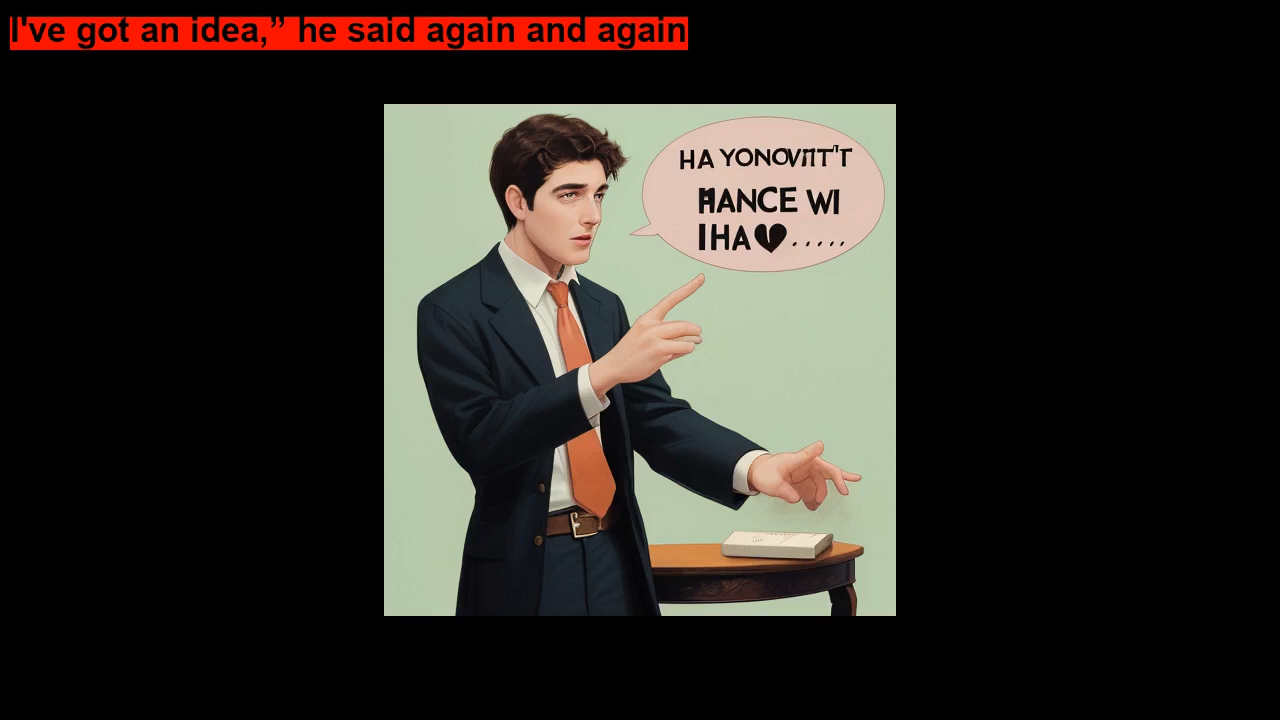 I've got an idea,” he said again and again
HA YONOVITT'T
HANCE WI
IHA🖤.....